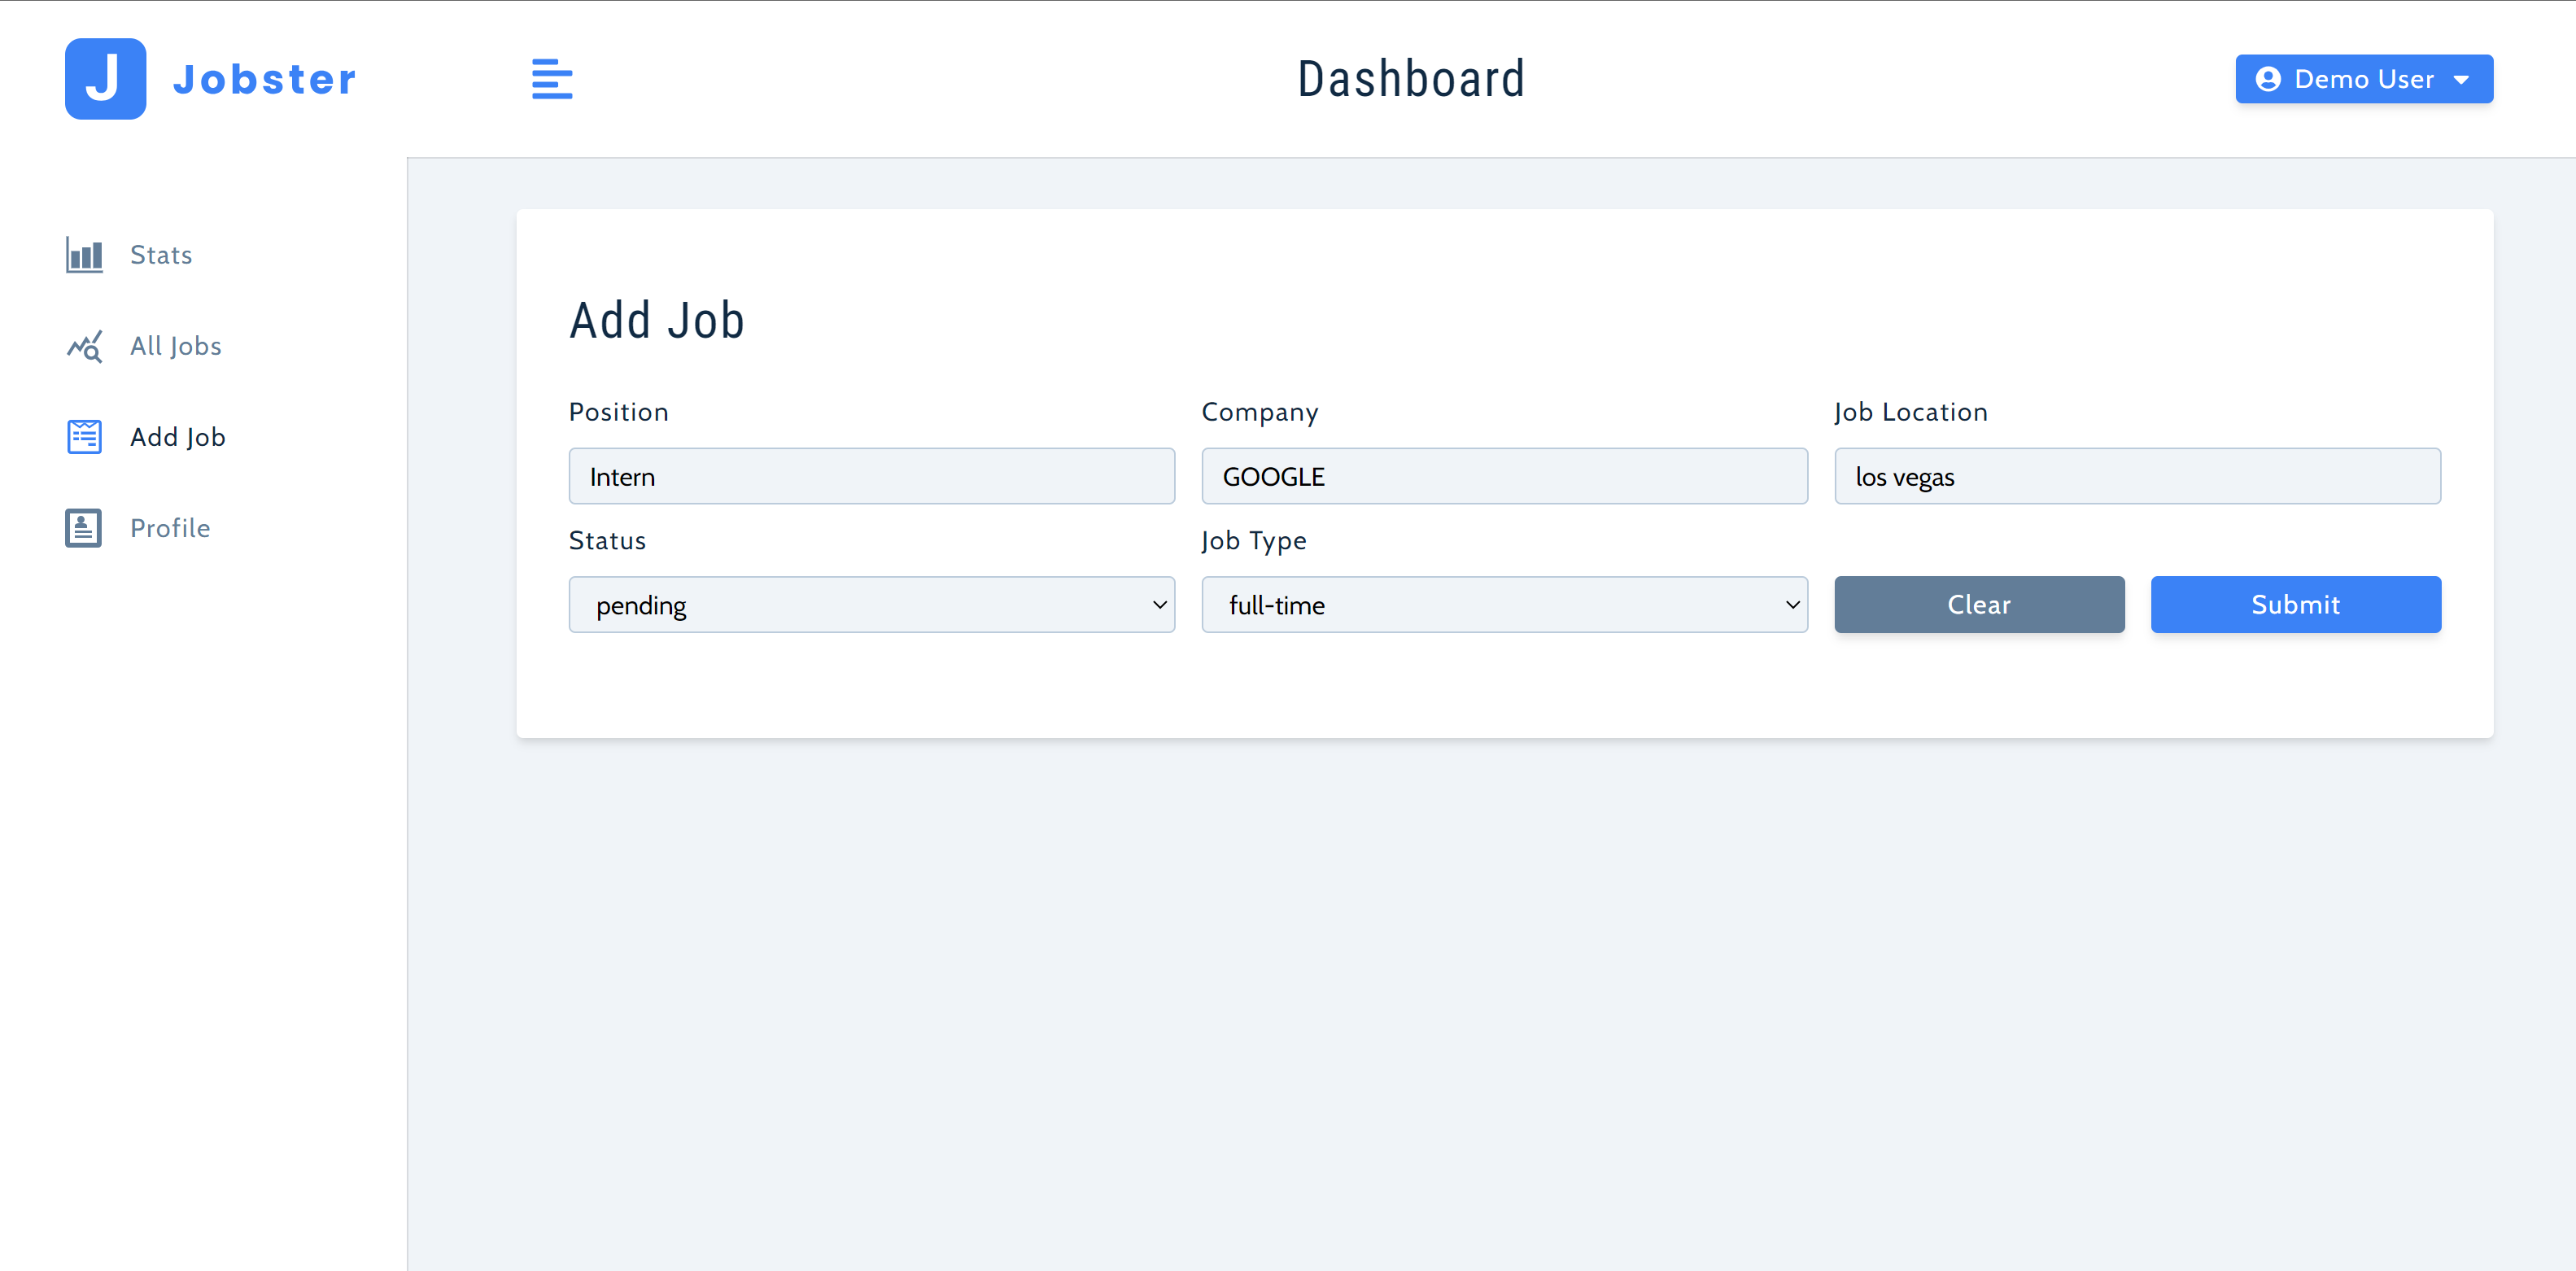 J Jobster
Dashboard
Demo User
Stats
All Jobs
Add Job
Profile
Add Job
Position
Company
Job Location
Intern
GOOGLE
los vegas
Status
Job Type
pending
full-time
Clear
Submit